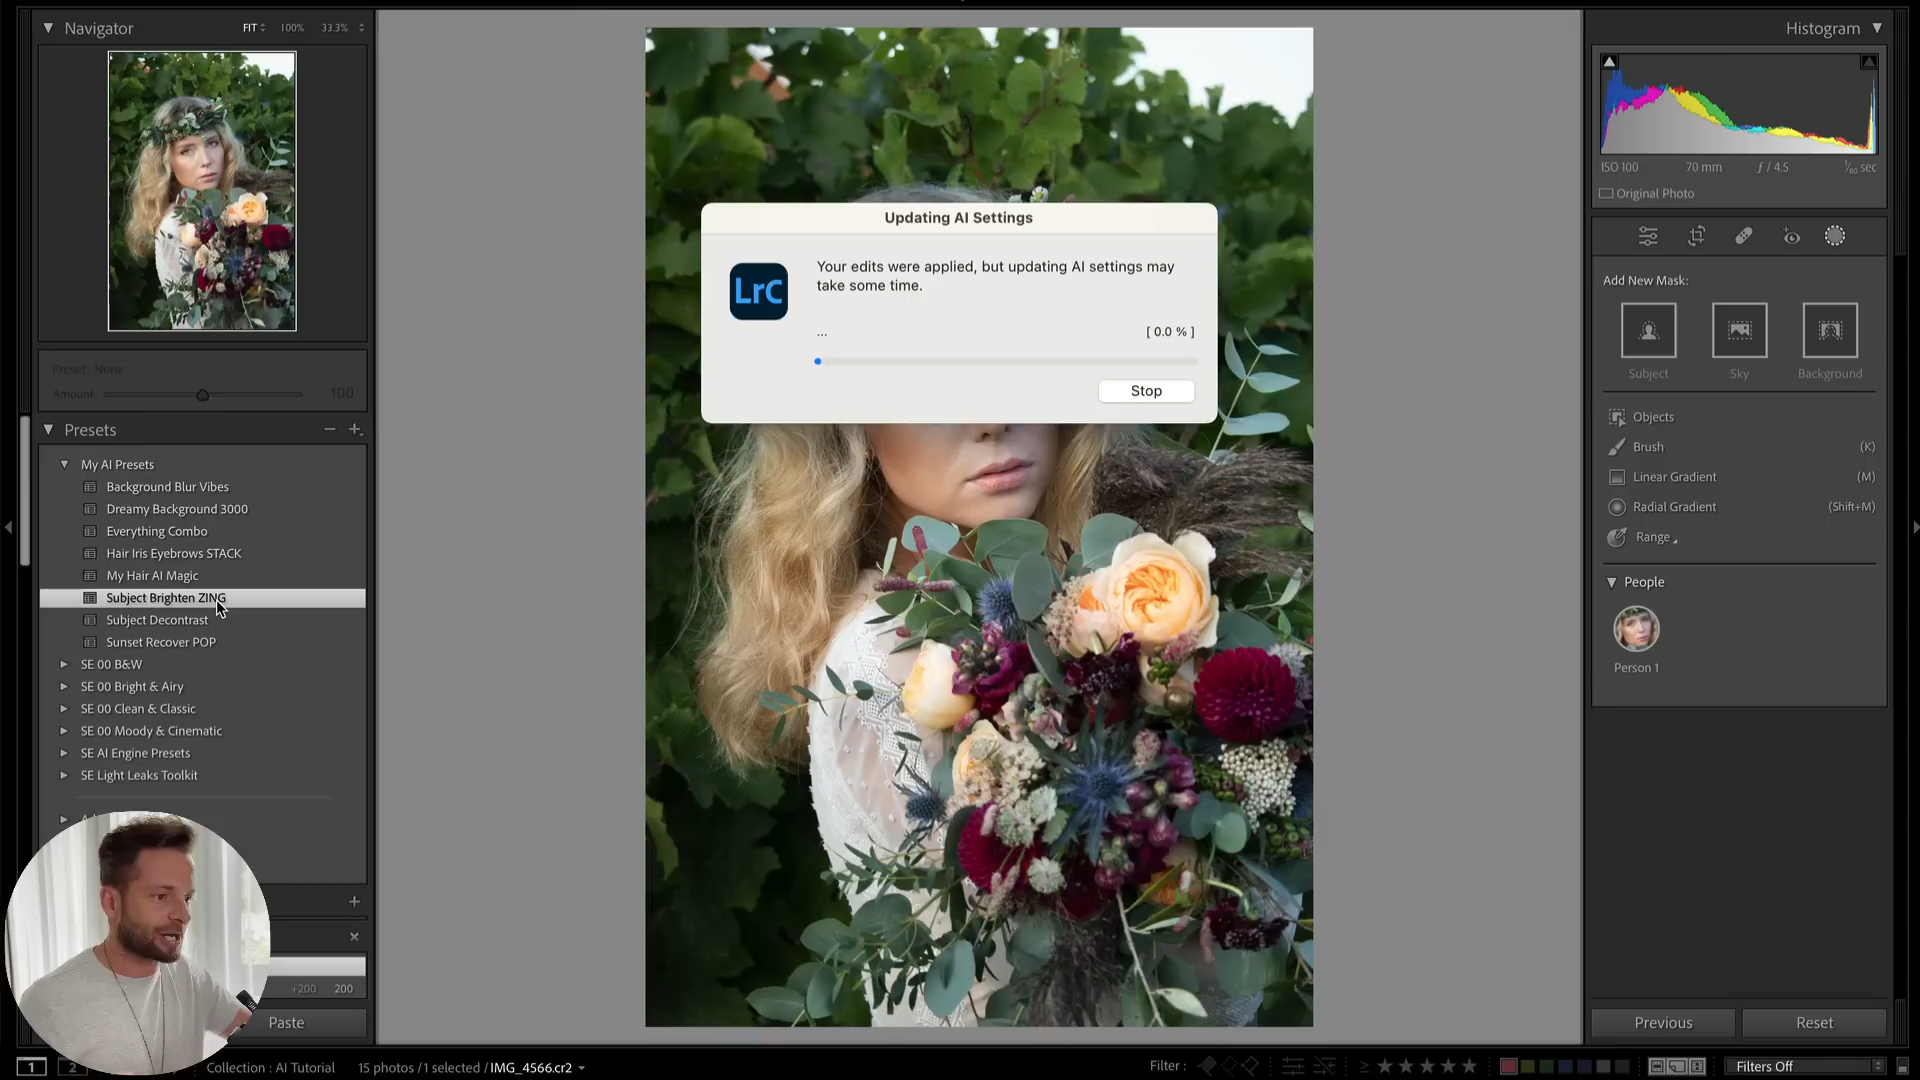 Navigator
FIT
100%
33.3%
Preset : None
Amount
100
Presets
My AI Presets
Background Blur Vibes
Dreamy Background 3000
Everything Combo
Hair Iris Eyebrows STACK
My Hair AI Magic
Subject Brighten ZING
Subject Decontrast
Sunset Recover POP
SE 00 B&W
SE 00 Bright & Airy
SE 00 Clean & Classic
SE 00 Moody & Cinematic
SE AI Engine Presets
SE Light Leaks Toolkit
+200 200
Paste
Updating AI Settings
LrC
Your edits were applied, but updating AI settings may
take some time.
... [ 0.0 % ]
Stop
Histogram
ISO 100 70 mm ƒ / 4.5 1/80 sec
Original Photo
Add New Mask:
Subject Sky Background
Objects
Brush (K)
Linear Gradient (M)
Radial Gradient (Shift+M)
Range
People
Person 1
Previous Reset
1 2 Collection : AI Tutorial 15 photos / 1 selected / IMG_4566.cr2
Filter : ≥ Filters Off